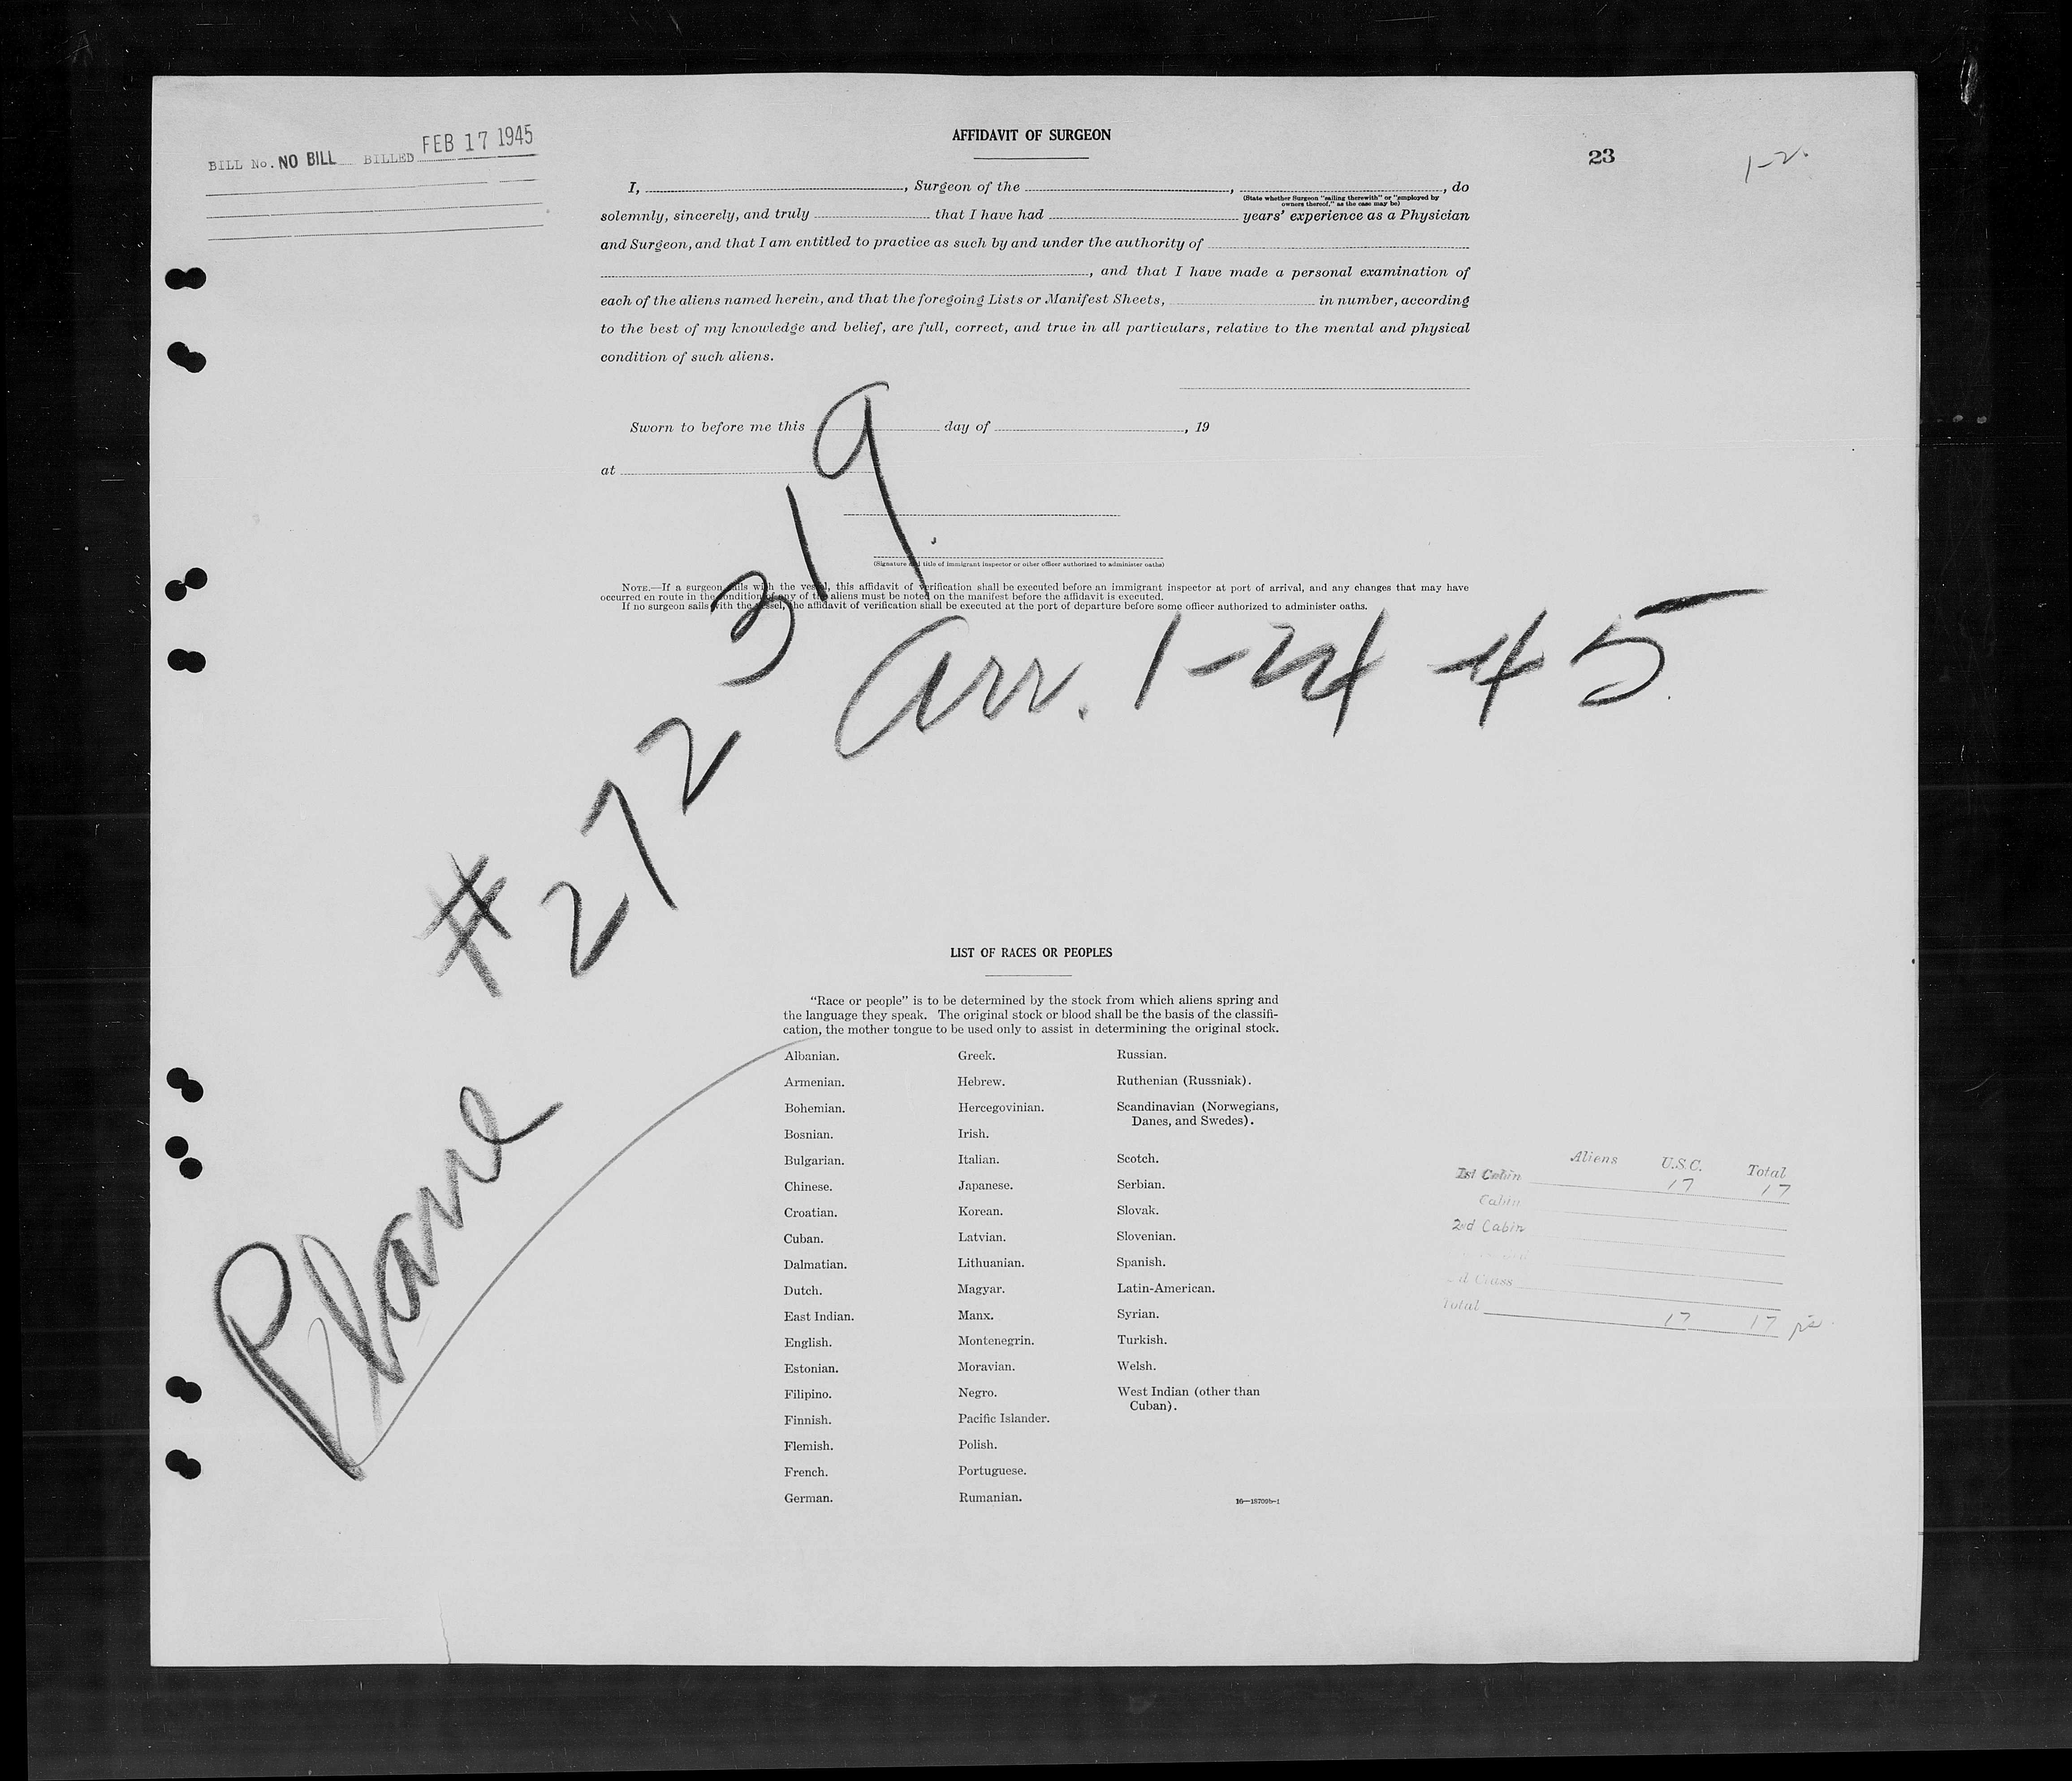 BILL No. NO BILL BILLED FEB 17 1945
AFFIDAVIT OF SURGEON
23
1-2.
I, , Surgeon of the , , do
(State whether Surgeon "sailing therewith" or "employed by
owners thereof," as the case may be)
solemnly, sincerely, and truly that I have had years' experience as a Physician
and Surgeon, and that I am entitled to practice as such by and under the authority of
, and that I have made a personal examination of
each of the aliens named herein, and that the foregoing Lists or Manifest Sheets, in number, according
to the best of my knowledge and belief, are full, correct, and true in all particulars, relative to the mental and physical
condition of such aliens.
Sworn to before me this day of , 19
at
(Signature and title of immigrant inspector or other officer authorized to administer oaths)
NOTE.—If a surgeon sails with the vessel, this affidavit of verification shall be executed before an immigrant inspector at port of arrival, and any changes that may have
occurred en route in the condition of any of the aliens must be noted on the manifest before the affidavit is executed.
If no surgeon sails with the vessel, the affidavit of verification shall be executed at the port of departure before some officer authorized to administer oaths.
Plane # 272319.
Arr. 1-24-45
LIST OF RACES OR PEOPLES
"Race or people" is to be determined by the stock from which aliens spring and
the language they speak. The original stock or blood shall be the basis of the classifi-
cation, the mother tongue to be used only to assist in determining the original stock.
Albanian.
Armenian.
Bohemian.
Bosnian.
Bulgarian.
Chinese.
Croatian.
Cuban.
Dalmatian.
Dutch.
East Indian.
English.
Estonian.
Filipino.
Finnish.
Flemish.
French.
German.
Greek.
Hebrew.
Hercegovinian.
Irish.
Italian.
Japanese.
Korean.
Latvian.
Lithuanian.
Magyar.
Manx.
Montenegrin.
Moravian.
Negro.
Pacific Islander.
Polish.
Portuguese.
Rumanian.
Russian.
Ruthenian (Russniak).
Scandinavian (Norwegians,
Danes, and Swedes).
Scotch.
Serbian.
Slovak.
Slovenian.
Spanish.
Latin-American.
Syrian.
Turkish.
Welsh.
West Indian (other than
Cuban).
16—18709b-1
Aliens U.S.C. Total
1st Cabin 17 17
Cabin
2nd Cabin
d Class
Total 17 17